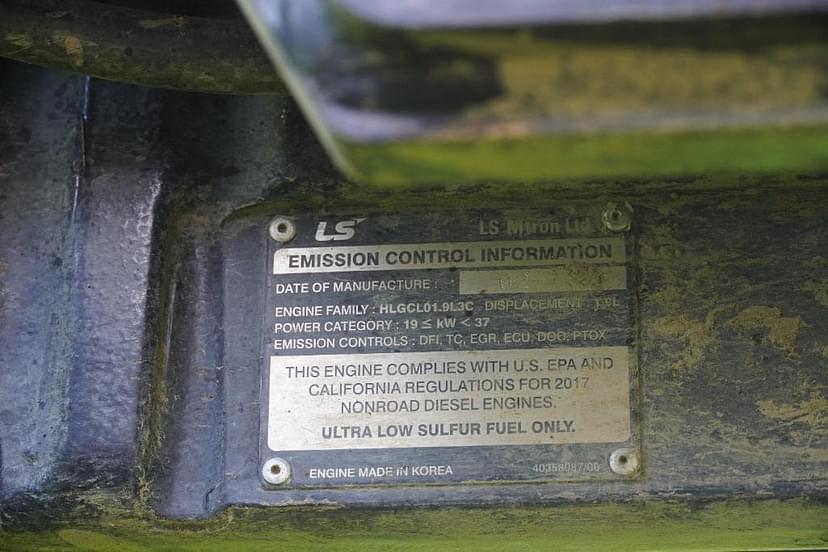 LS LS Mtron Ltd.
EMISSION CONTROL INFORMATION
DATE OF MANUFACTURE :
ENGINE FAMILY : HLGCL01.9L3C DISPLACEMENT : 1.9L
POWER CATEGORY : 19 ≤ kW < 37
EMISSION CONTROLS : DFI, TC, EGR, ECU, DOC, PTOX
THIS ENGINE COMPLIES WITH U.S. EPA AND
CALIFORNIA REGULATIONS FOR 2017
NONROAD DIESEL ENGINES.
ULTRA LOW SULFUR FUEL ONLY.
ENGINE MADE IN KOREA 40358087/00